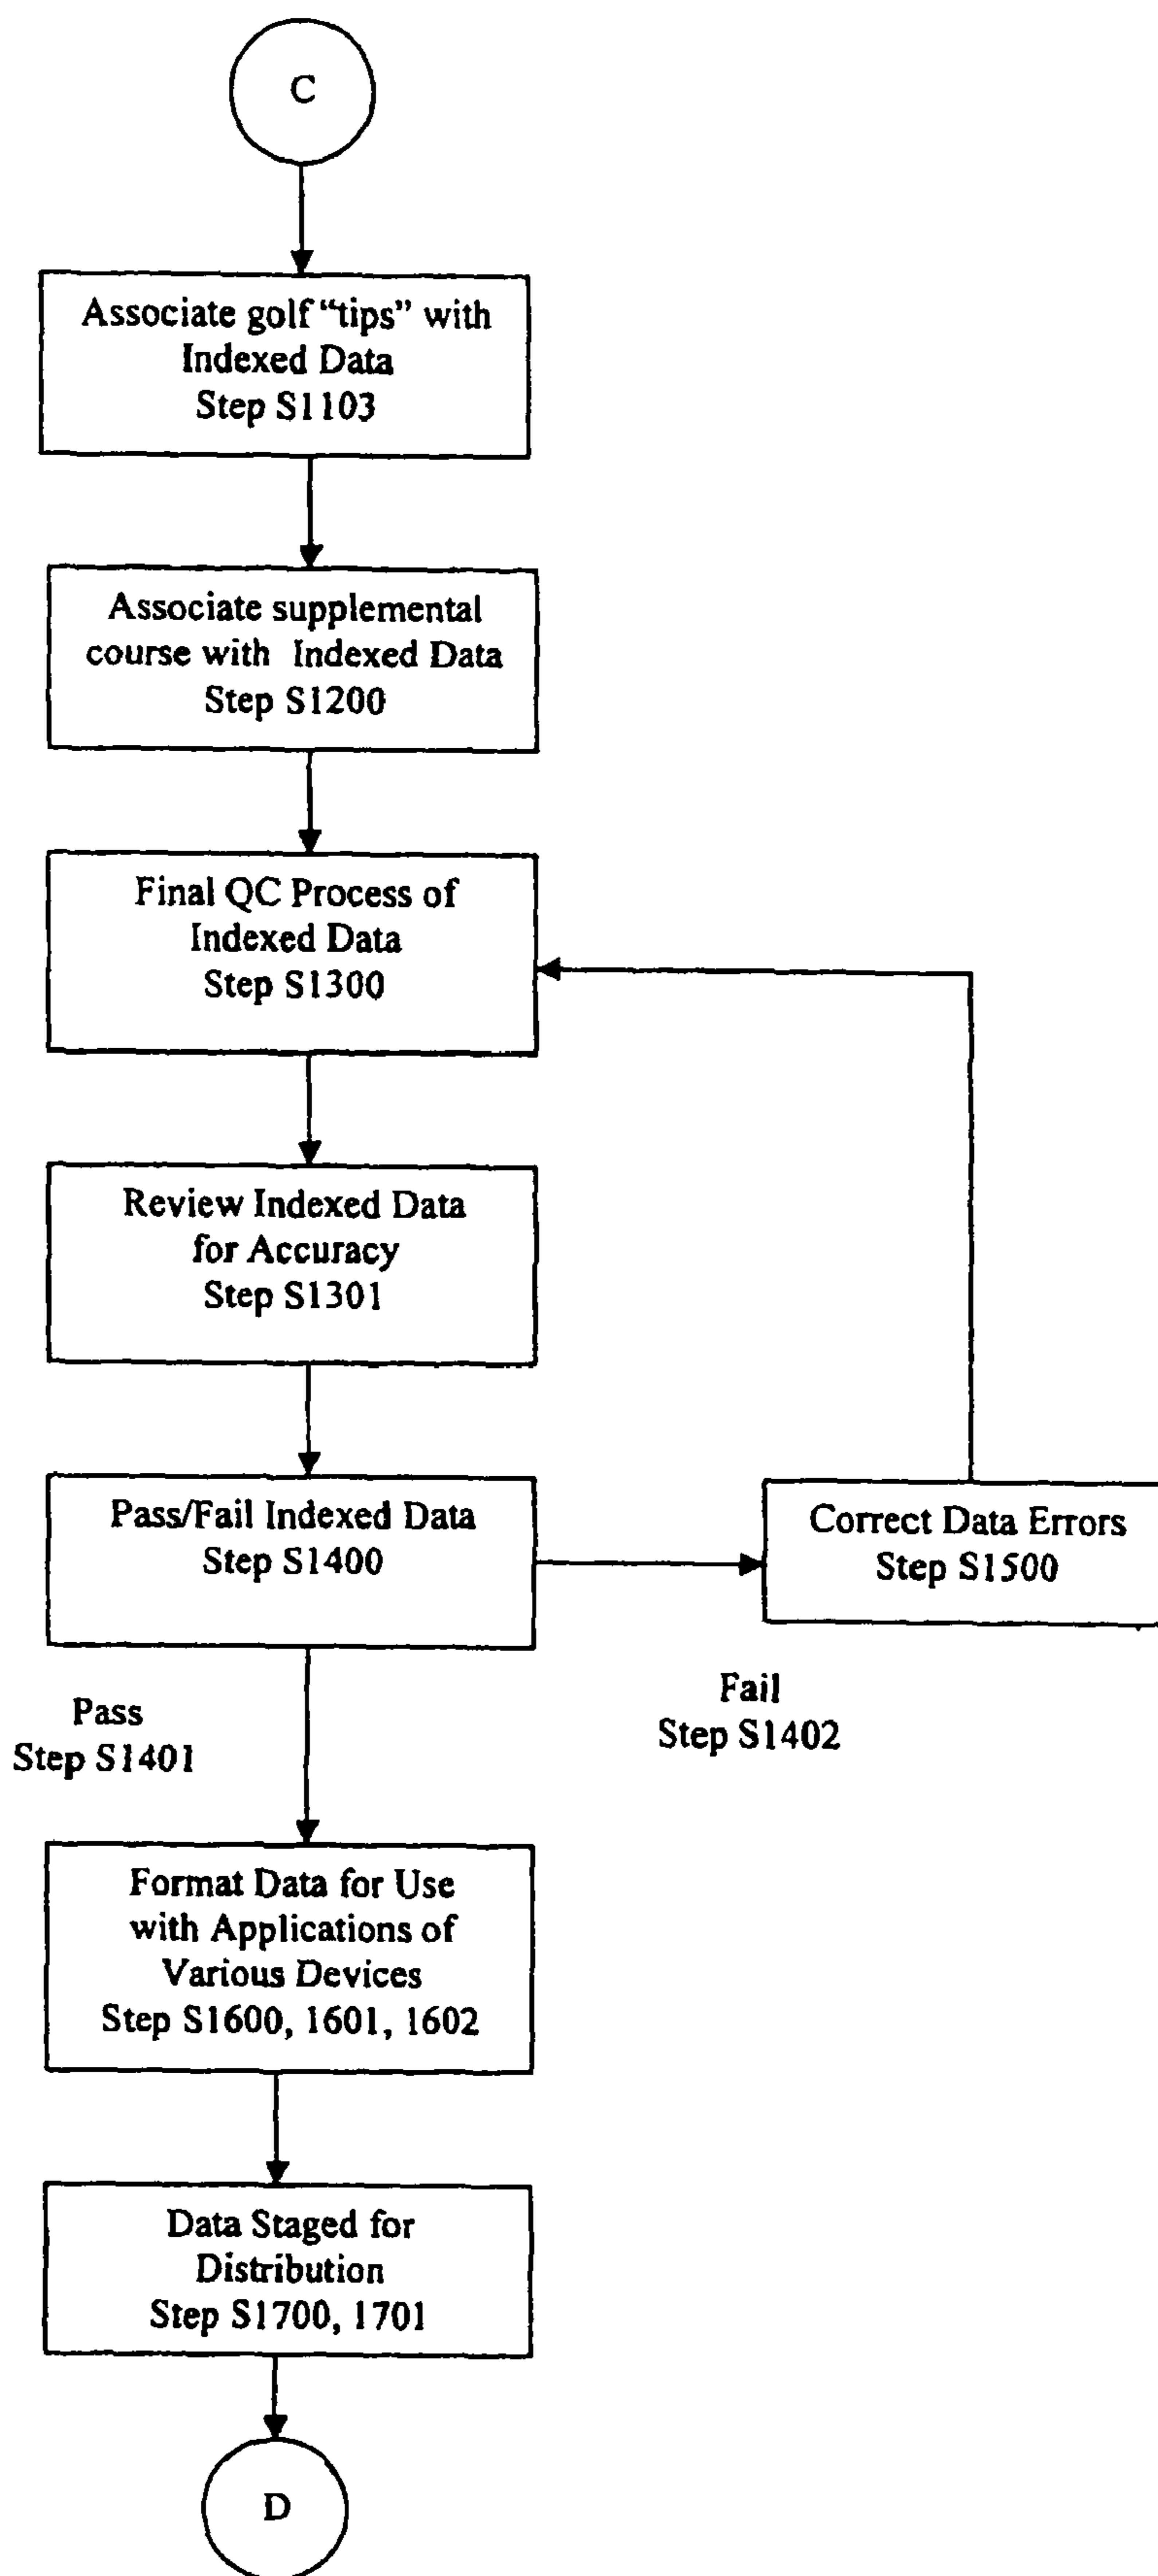 C
Associate golf “tips” with
Indexed Data
Step S1103
Associate supplemental
course with Indexed Data
Step S1200
Final QC Process of
Indexed Data
Step S1300
Review Indexed Data
for Accuracy
Step S1301
Pass/Fail Indexed Data
Step S1400
Correct Data Errors
Step S1500
Pass
Step S1401
Fail
Step S1402
Format Data for Use
with Applications of
Various Devices
Step S1600, 1601, 1602
Data Staged for
Distribution
Step S1700, 1701
D